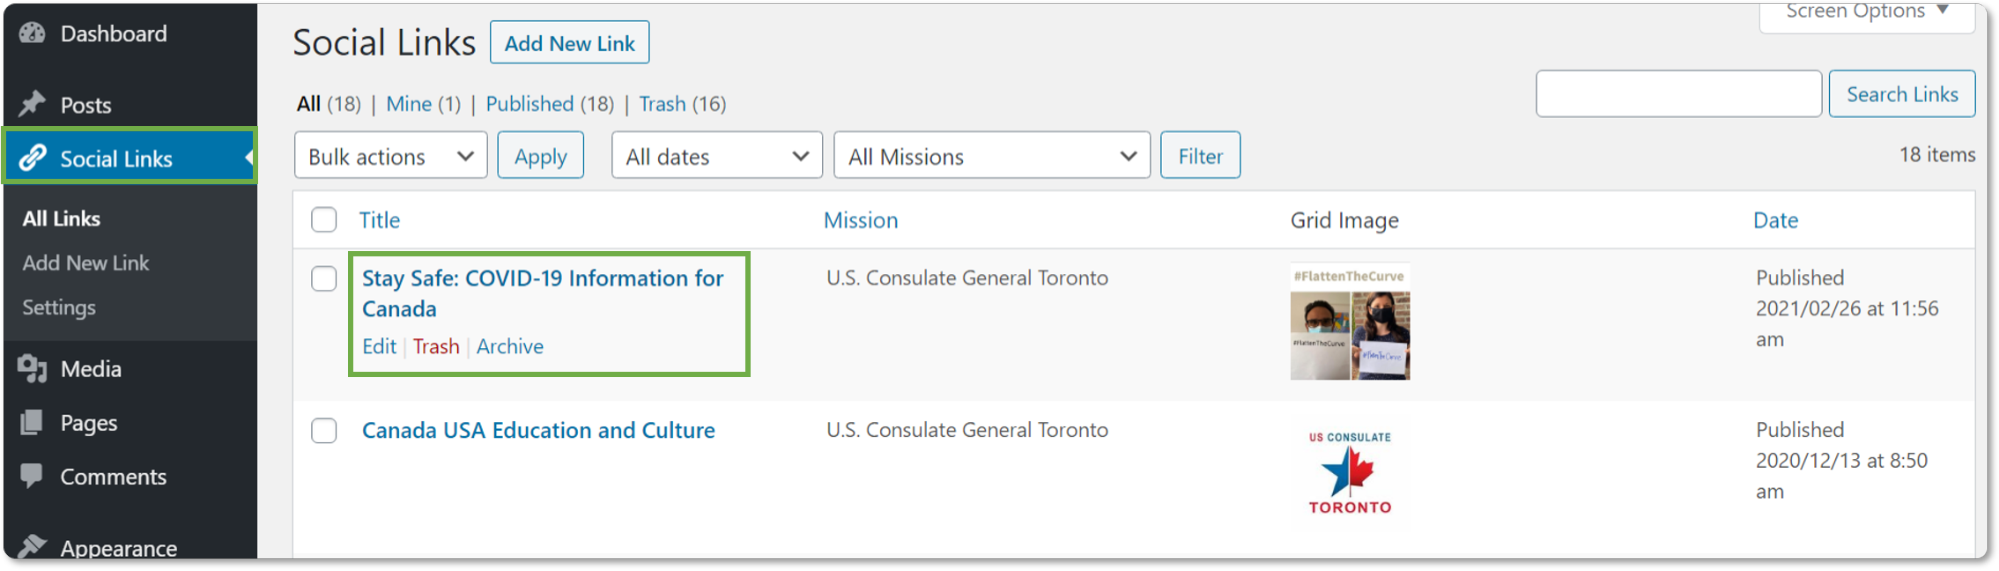 Dashboard
Posts
Social Links
All Links
Add New Link
Settings
Media
Pages
Comments
Appearance
Screen Options
Social Links Add New Link
All (18) | Mine (1) | Published (18) | Trash (16)
Search Links
Bulk actions Apply All dates All Missions Filter
18 items
Title Mission Grid Image Date
Stay Safe: COVID-19 Information for
Canada
Edit | Trash | Archive
U.S. Consulate General Toronto
#FlattenTheCurve
#FlattenTheCurve
#FlattenTheCurve
Published
2021/02/26 at 11:56
am
Canada USA Education and Culture
U.S. Consulate General Toronto
US CONSULATE
TORONTO
Published
2020/12/13 at 8:50
am